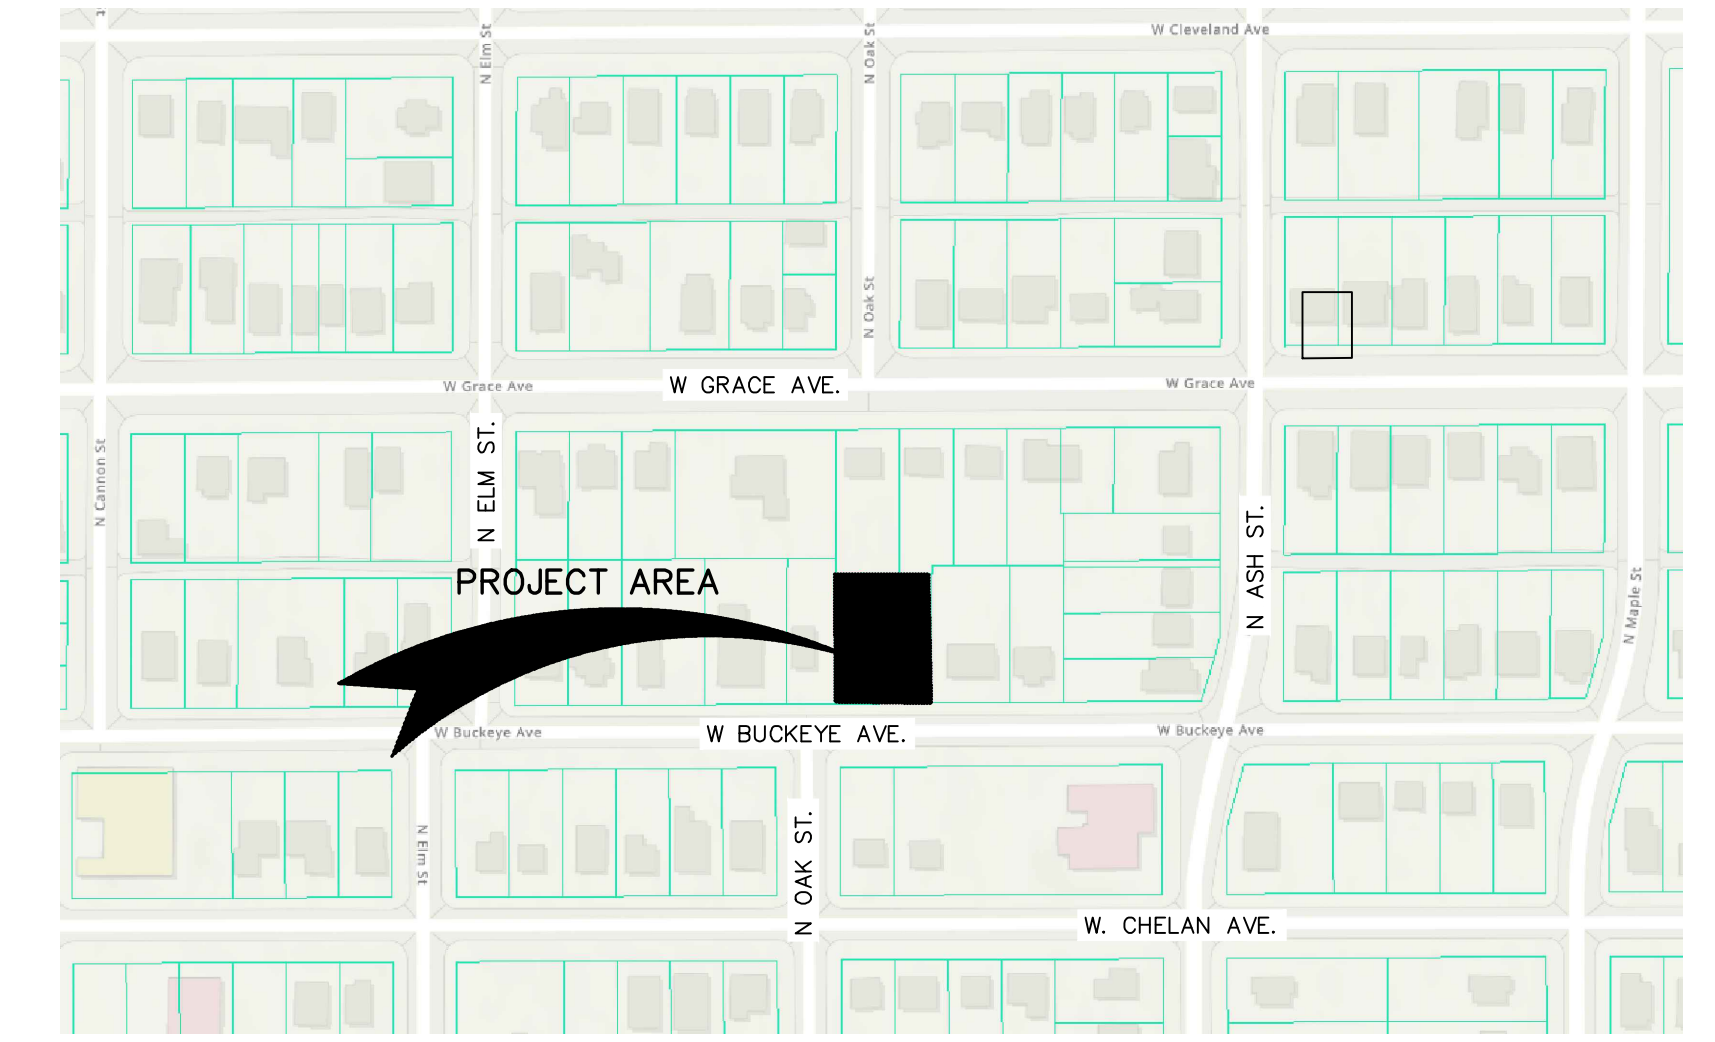 W Cleveland Ave
N Elm St
N Oak St
N Oak St
W Grace Ave
W GRACE AVE.
W Grace Ave
N Cannon St
N ELM ST.
N ASH ST.
PROJECT AREA
N Maple St
W Buckeye Ave
W BUCKEYE AVE.
W Buckeye Ave
N Elm St
N OAK ST.
W. CHELAN AVE.